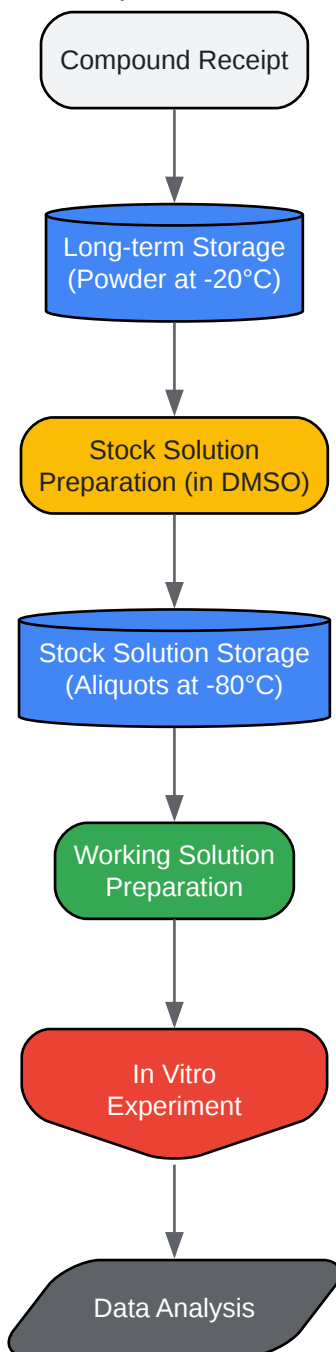 Compound Receipt
Long-term Storage
(Powder at -20°C)
Stock Solution
Preparation (in DMSO)
Stock Solution Storage
(Aliquots at -80°C)
Working Solution
Preparation
In Vitro
Experiment
Data Analysis